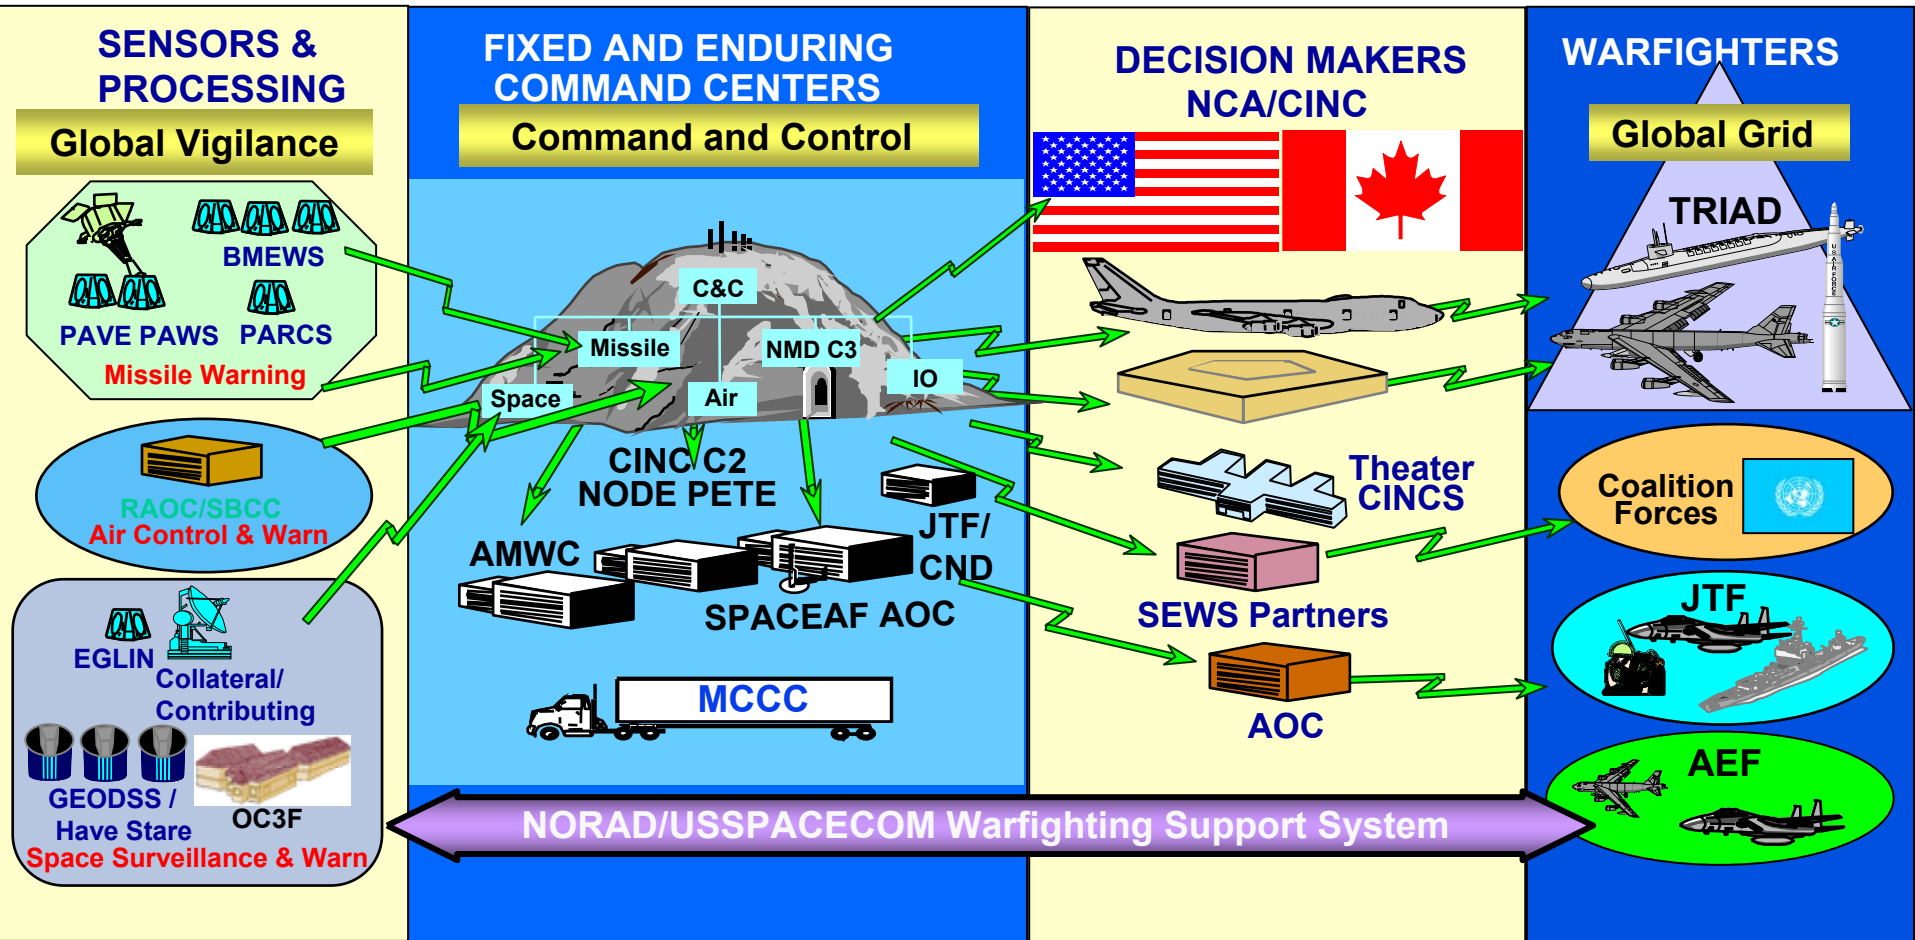 SENSORS &
PROCESSING
Global Vigilance
BMEWS
PAVE PAWS
PARCS
Missile Warning
RAOC/SBCC
Air Control & Warn
EGLIN
Collateral/
Contributing
GEODSS /
Have Stare
OC3F
Space Surveillance & Warn
FIXED AND ENDURING
COMMAND CENTERS
Command and Control
C&C
Missile
NMD C3
Space
Air
IO
CINC C2
NODE PETE
AMWC
JTF/
CND
SPACEAF AOC
MCCC
DECISION MAKERS
NCA/CINC
Theater
CINCS
SEWS Partners
AOC
WARFIGHTERS
Global Grid
TRIAD
Coalition
Forces
JTF
AEF
NORAD/USSPACECOM Warfighting Support System